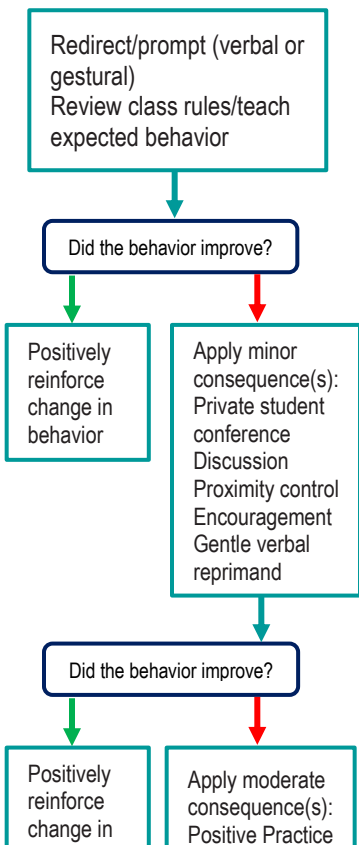 Redirect/prompt (verbal or
gestural)
Review class rules/teach
expected behavior
Did the behavior improve?
Positively
reinforce
change in
behavior
Apply minor
consequence(s):
Private student
conference
Discussion
Proximity control
Encouragement
Gentle verbal
reprimand
Did the behavior improve?
Positively
reinforce
change in
Apply moderate
consequence(s):
Positive Practice